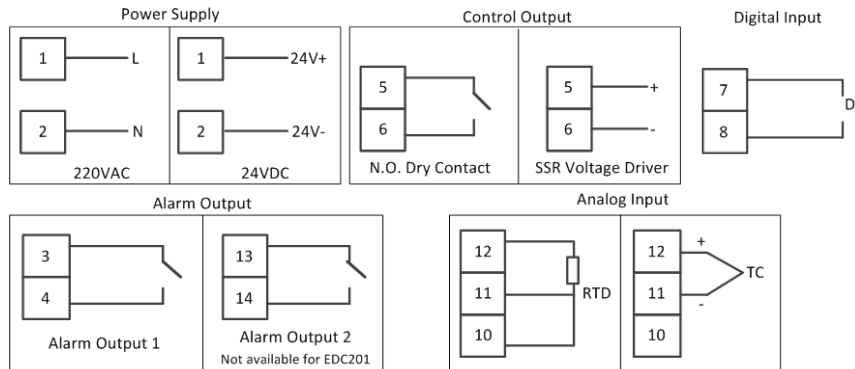 Power Supply
Control Output
Digital Input
1 L
1 24V+
2 N
2 24V-
220VAC
24VDC
5
6
N.O. Dry Contact
5 +
6 -
SSR Voltage Driver
7
8
D
Alarm Output
Analog Input
3
4
Alarm Output 1
13
14
Alarm Output 2
Not available for EDC201
12
11
10
RTD
12 +
11 -
10
TC